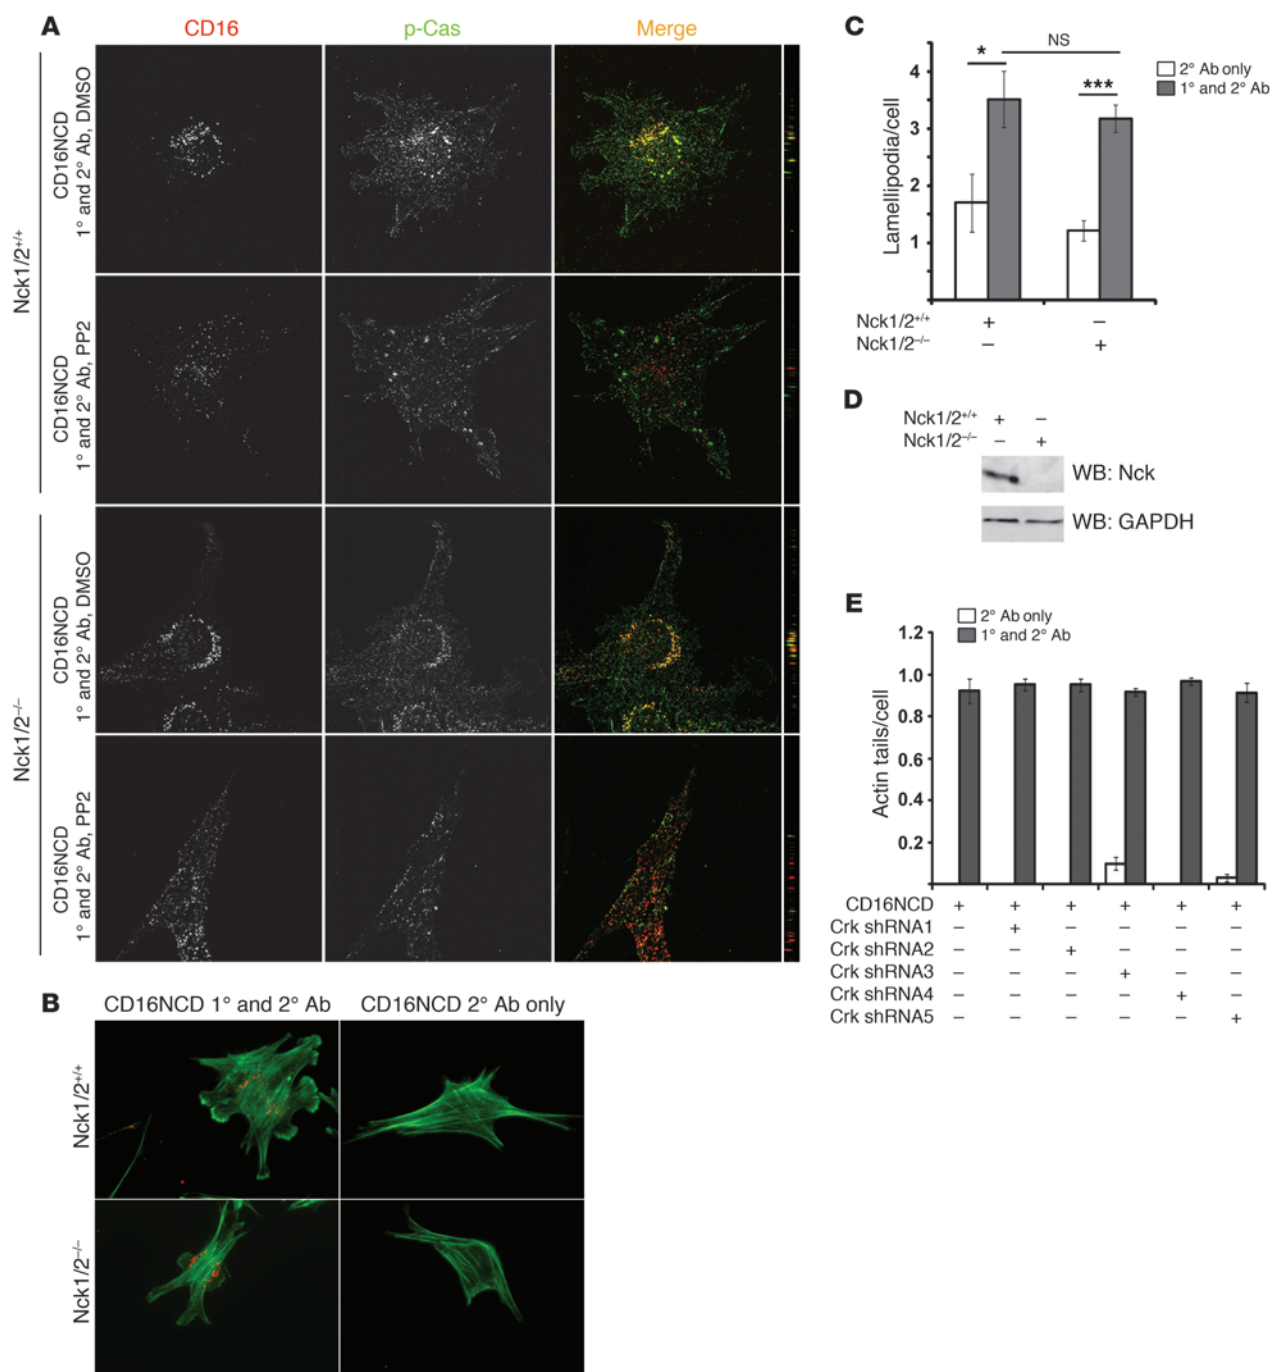 A
CD16
p-Cas
Merge
Nck1/2+/+
CD16NCD
1° and 2° Ab, DMSO
CD16NCD
1° and 2° Ab, PP2
Nck1/2–/–
CD16NCD
1° and 2° Ab, DMSO
CD16NCD
1° and 2° Ab, PP2
B
CD16NCD 1° and 2° Ab
CD16NCD 2° Ab only
Nck1/2+/+
Nck1/2–/–
C
NS
2° Ab only
1° and 2° Ab
*
***
Lamellipodia/cell
4
3
2
1
Nck1/2+/+ + –
Nck1/2–/– – +
D
Nck1/2+/+ + –
Nck1/2–/– – +
WB: Nck
WB: GAPDH
E
2° Ab only
1° and 2° Ab
Actin tails/cell
1.2
1.0
0.8
0.6
0.4
0.2
CD16NCD + + + + + +
Crk shRNA1 – + – – – –
Crk shRNA2 – – + – – –
Crk shRNA3 – – – + – –
Crk shRNA4 – – – – + –
Crk shRNA5 – – – – – +